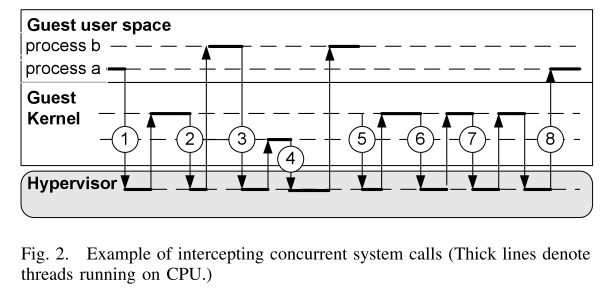 Guest user space
process b
process a
Guest
Kernel
1 2 3 4 5 6 7 8
Hypervisor
Fig. 2. Example of intercepting concurrent system calls (Thick lines denote
threads running on CPU.)